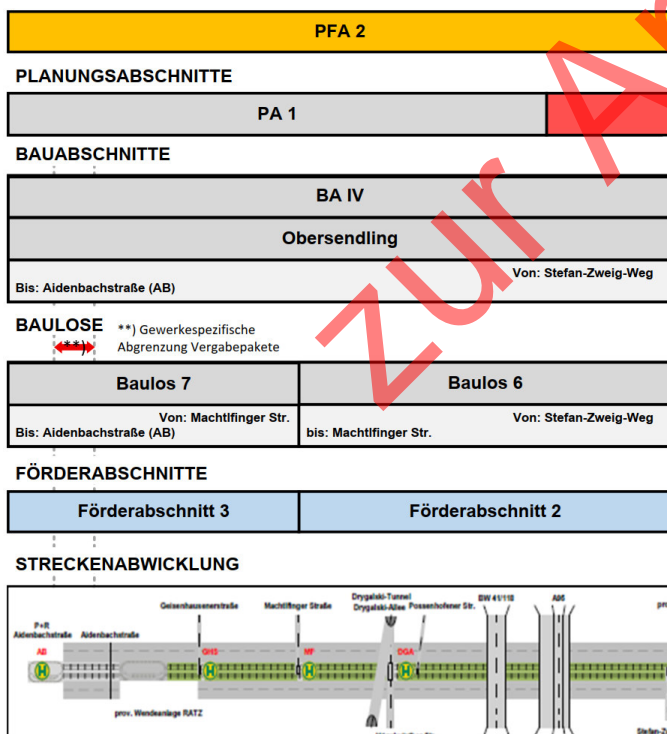 PFA 2
PLANUNGSABSCHNITTE
PA 1
BAUABSCHNITTE
BA IV
Obersendling
Von: Stefan-Zweig-Weg
Bis: Aidenbachstraße (AB)
BAULOSE
**) Gewerkespezifische
Abgrenzung Vergabepakete
**)
Baulos 7
Baulos 6
Von: Machtlfinger Str.
Bis: Aidenbachstraße (AB)
Von: Stefan-Zweig-Weg
bis: Machtlfinger Str.
FÖRDERABSCHNITTE
Förderabschnitt 3
Förderabschnitt 2
STRECKENABWICKLUNG
P+R
Aidenbachstraße
Aidenbachstraße
Geisenhausenerstraße
Machtlfinger Straße
Drygalski-Tunnel
Drygalski-Allee
Possenhofener Str.
BW 41/118
A95
AB
GHS
MF
DGA
H
H
H
H
prov. Wendeanlage RATZ
zur